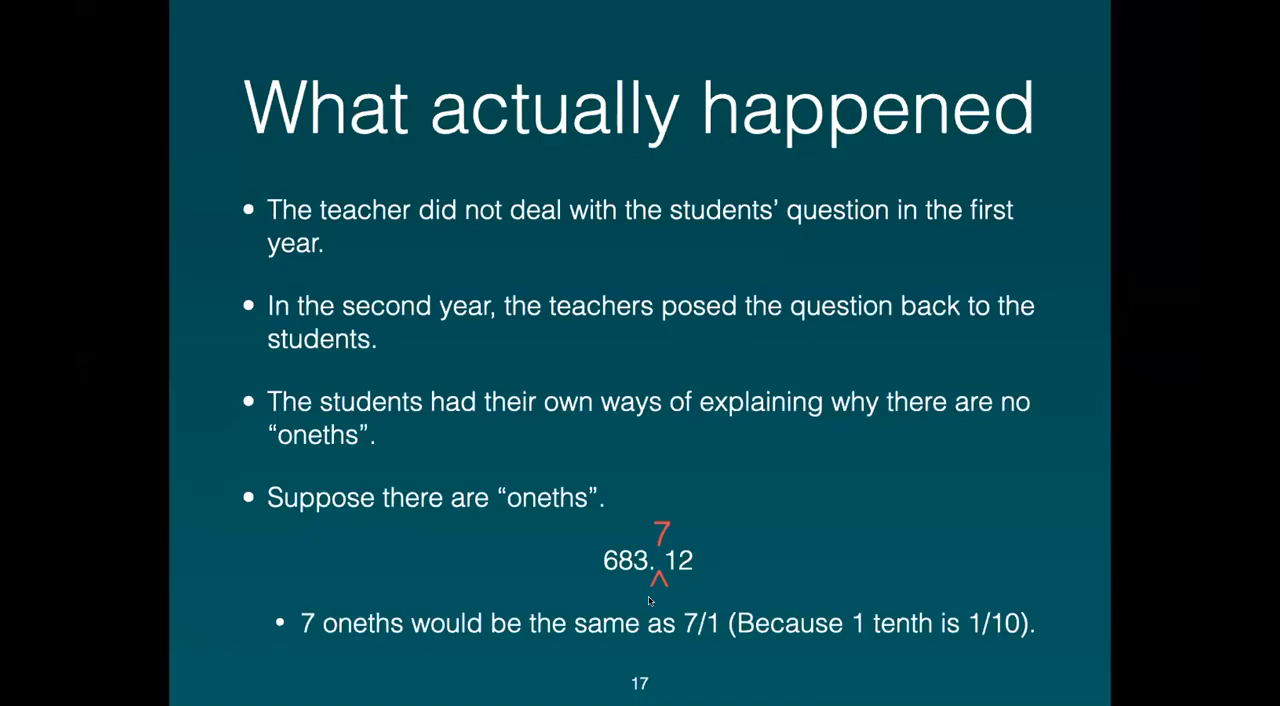 What actually happened
• The teacher did not deal with the students’ question in the first
year.
• In the second year, the teachers posed the question back to the
students.
• The students had their own ways of explaining why there are no
“oneths”.
• Suppose there are “oneths”.
7
683. 12
^
• 7 oneths would be the same as 7/1 (Because 1 tenth is 1/10).
17